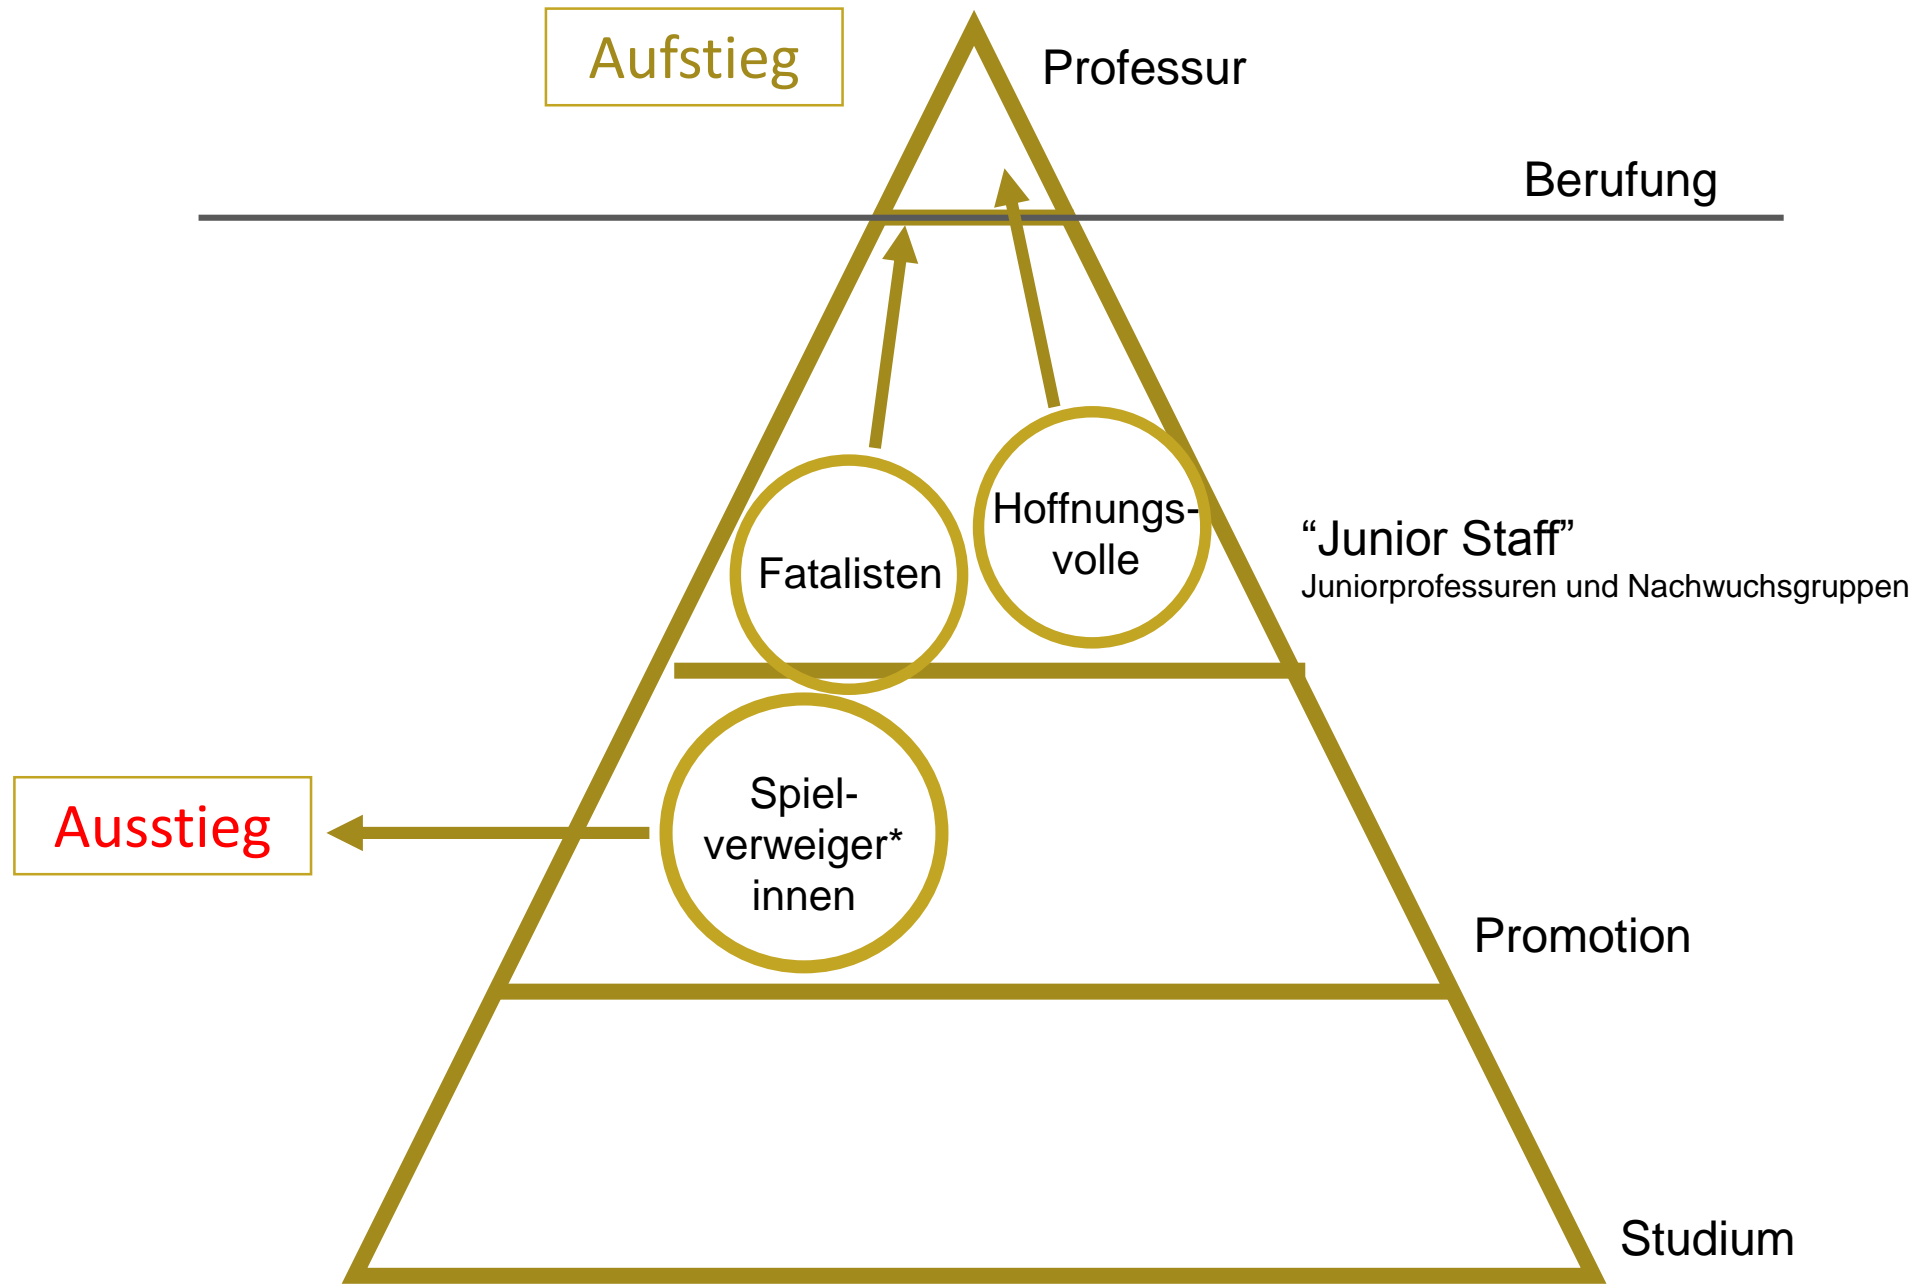 Aufstieg
Professur
Berufung
Hoffnungs-
volle
Fatalisten
“Junior Staff”
Juniorprofessuren und Nachwuchsgruppen
Spiel-
verweiger*
innen
Ausstieg
Promotion
Studium